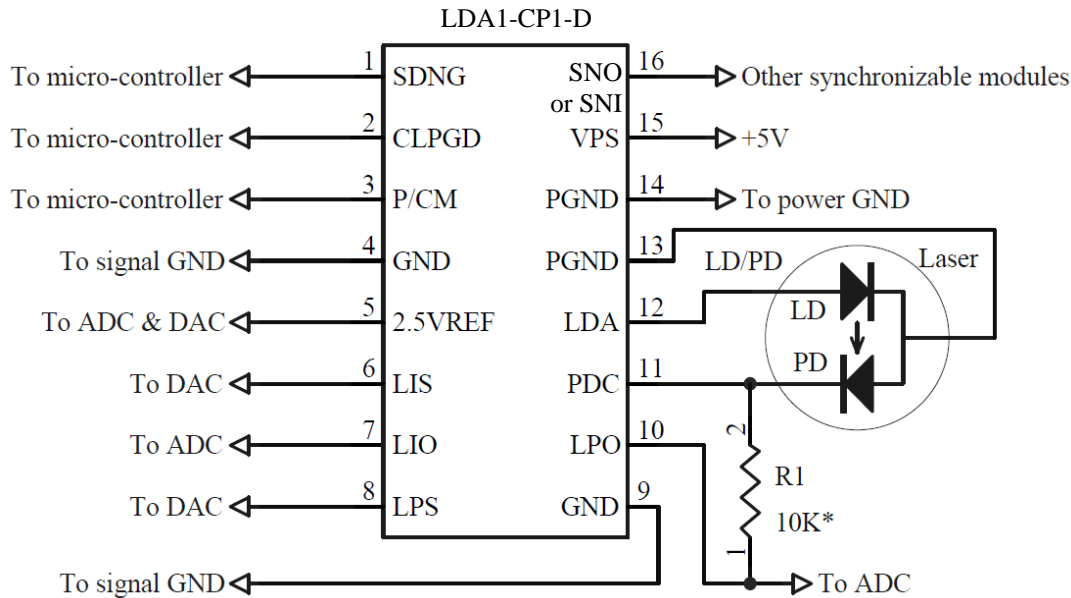 LDA1-CP1-D
To micro-controller 1 SDNG SNO 16 Other synchronizable modules
or SNI
To micro-controller 2 CLPGD VPS 15 +5V
To micro-controller 3 P/CM PGND 14 To power GND
To signal GND 4 GND PGND 13 LD/PD Laser
To ADC & DAC 5 2.5VREF LDA 12 LD
To DAC 6 LIS PDC 11 PD
To ADC 7 LIO LPO 10 2
R1
To DAC 8 LPS GND 9 10K*
1
To signal GND To ADC